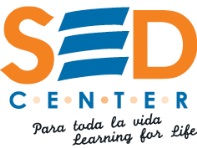 SED
CENTER
Para toda la vida
Learning for Life